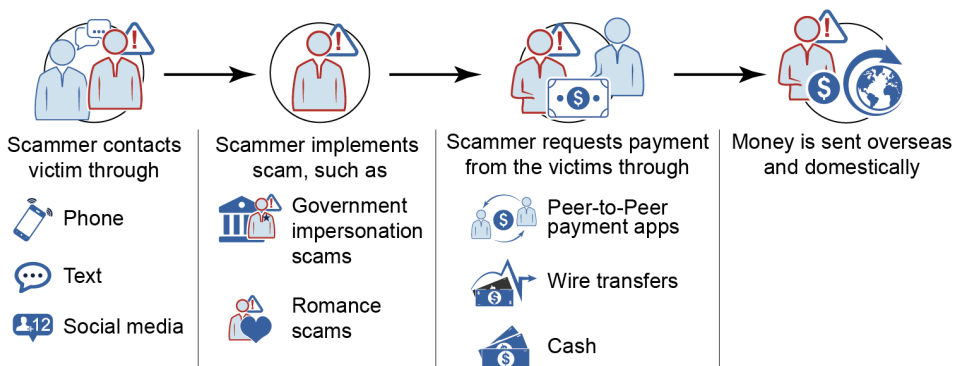 Scammer contacts
victim through
Phone
Text
12
Social media
Scammer implements
scam, such as
Government
impersonation
scams
Romance
scams
Scammer requests payment
from the victims through
$
Peer-to-Peer
payment apps
$
Wire transfers
$
Cash
$
Money is sent overseas
and domestically
$